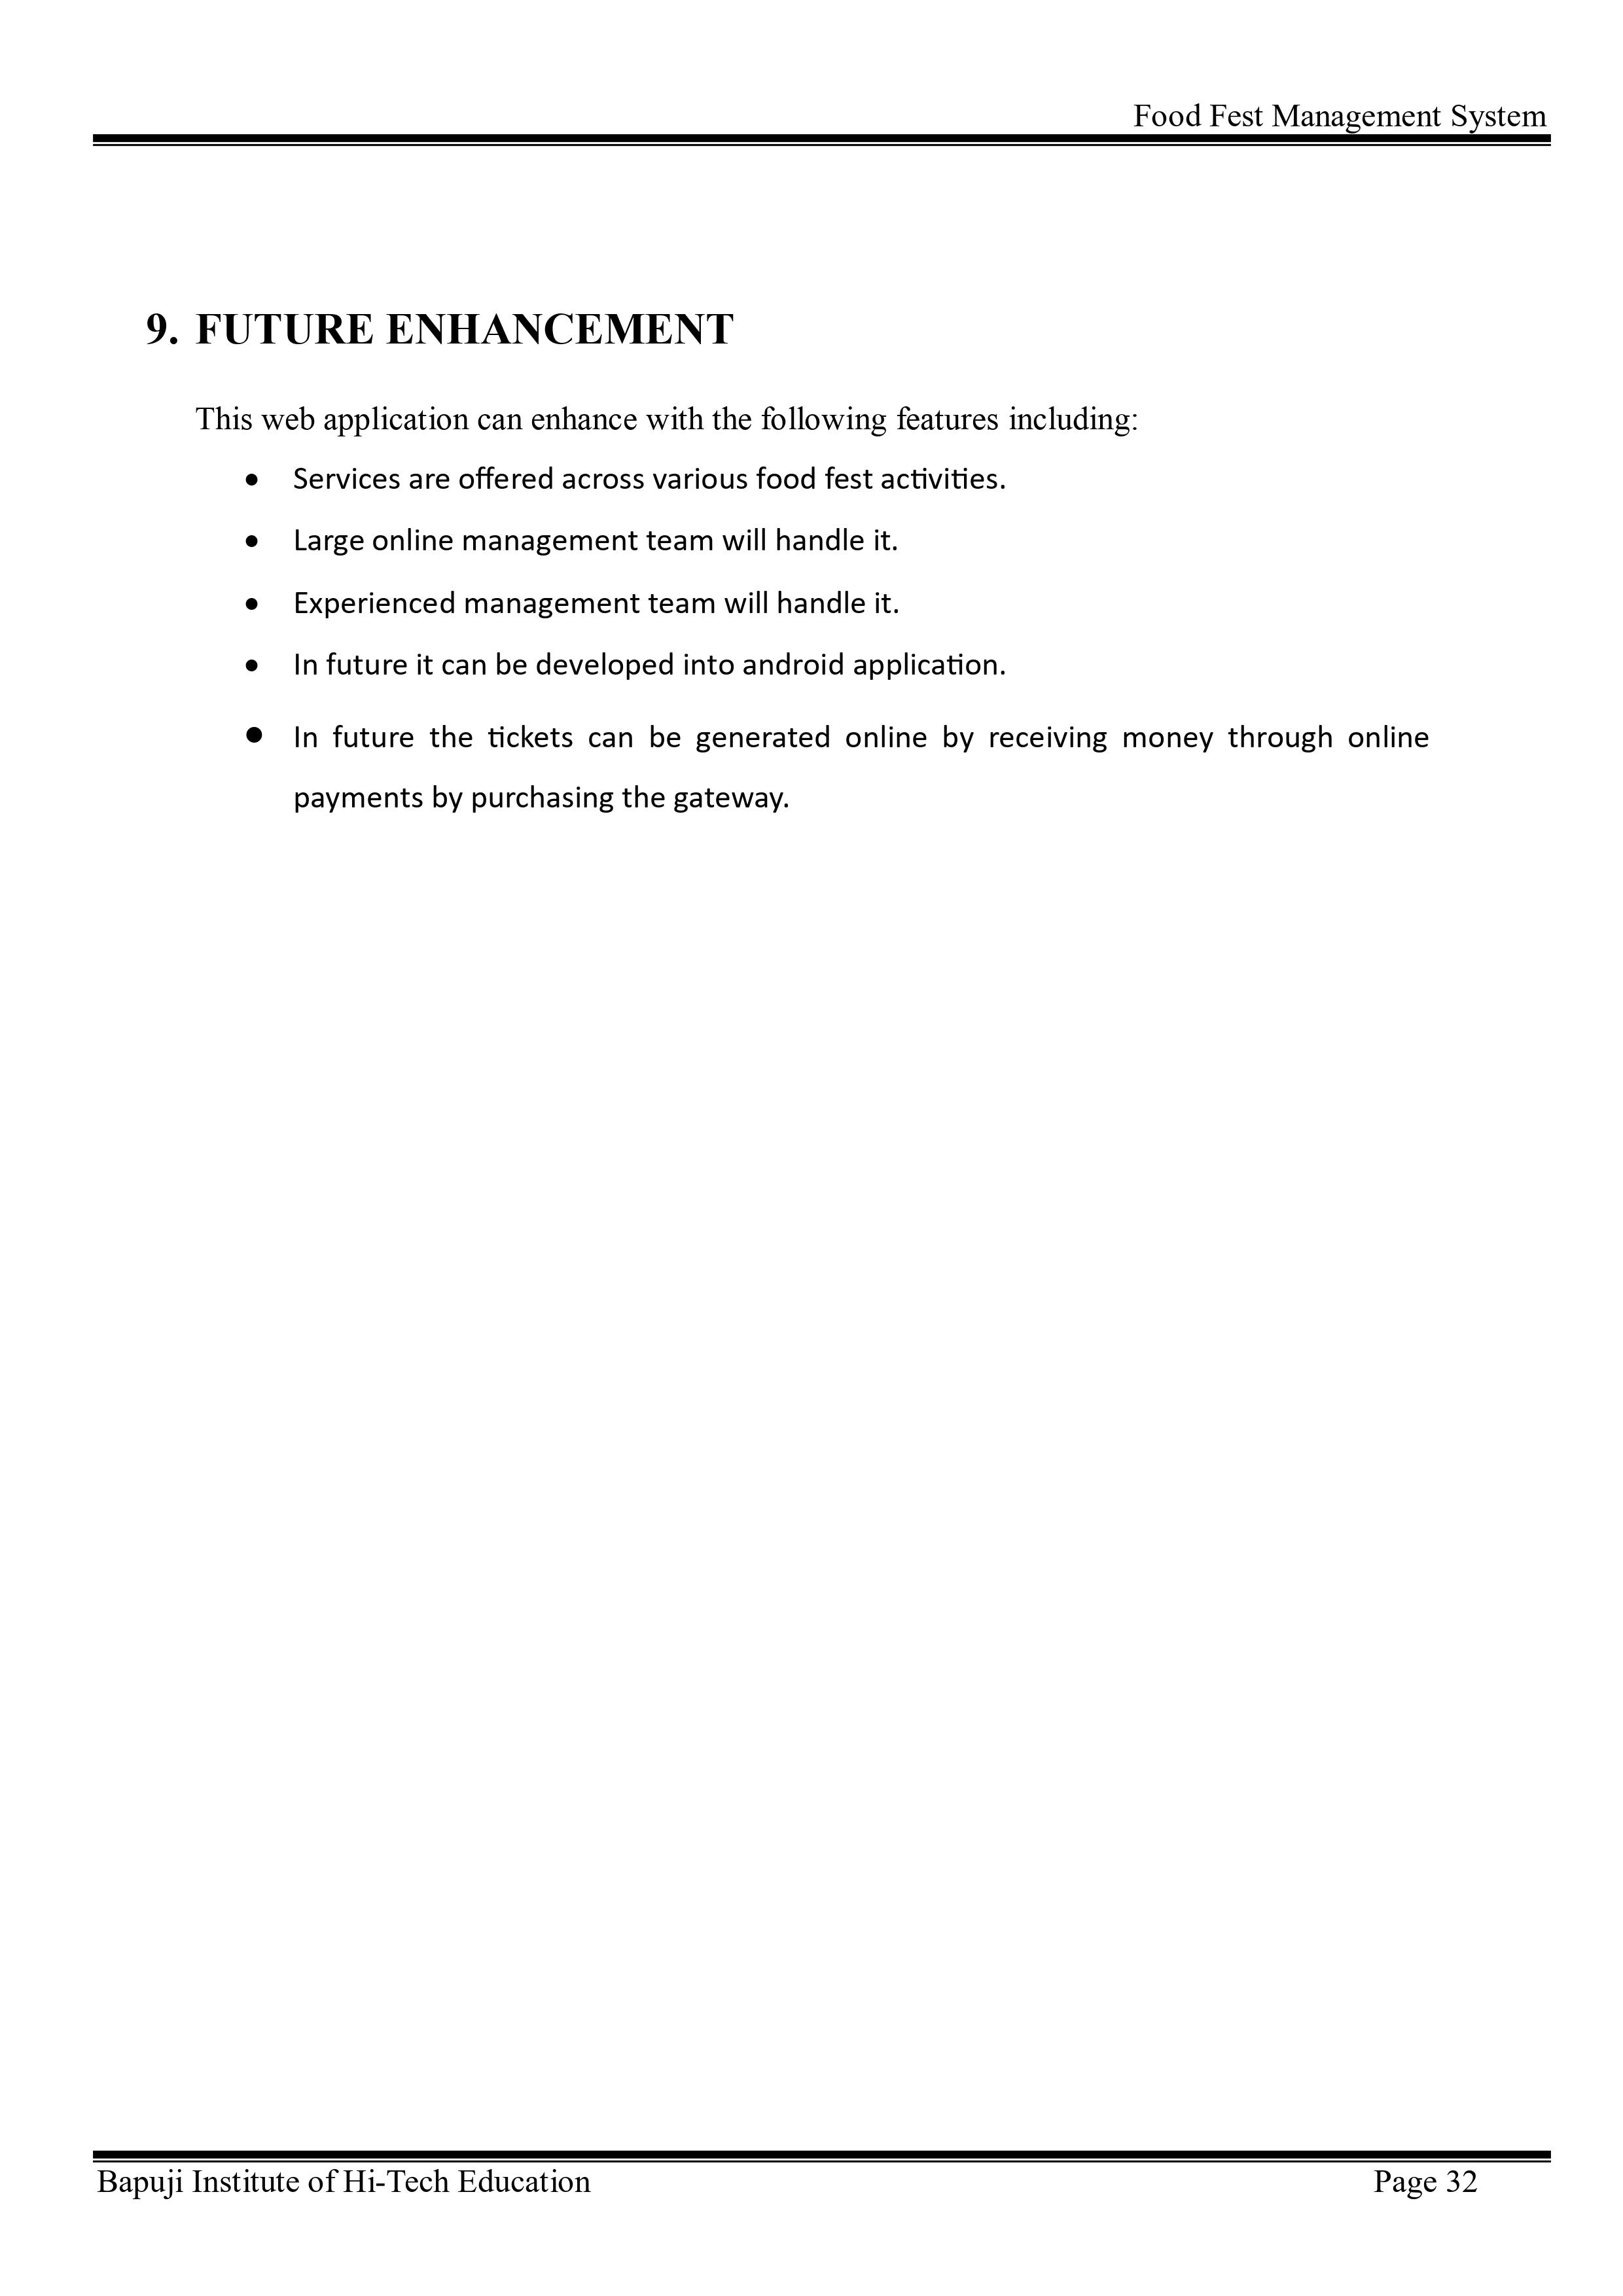 Food Fest Management System
9. FUTURE ENHANCEMENT
This web application can enhance with the following features including:
• Services are offered across various food fest activities.
• Large online management team will handle it.
• Experienced management team will handle it.
• In future it can be developed into android application.
• In future the tickets can be generated online by receiving money through online
payments by purchasing the gateway.
Bapuji Institute of Hi-Tech Education Page 32